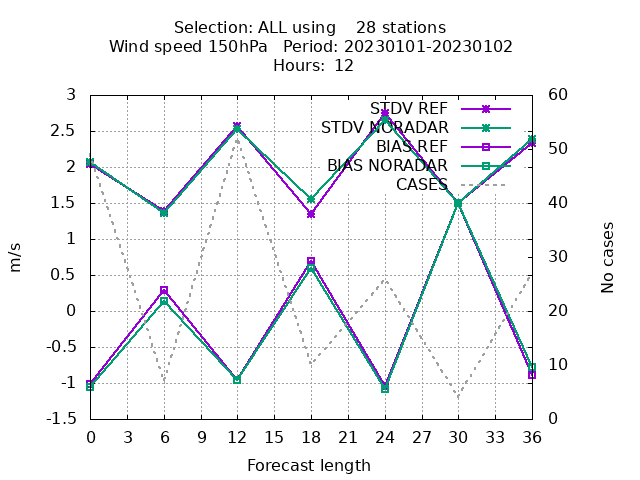 Selection: ALL using 28 stations
Wind speed 150hPa Period: 20230101-20230102
Hours: 12
STDV REF
STDV NORADAR
BIAS REF
BIAS NORADAR
CASES
3
2.5
2
1.5
1
0.5
0
-0.5
-1
-1.5
m/s
60
50
40
30
20
10
0
No cases
0 3 6 9 12 15 18 21 24 27 30 33 36
Forecast length